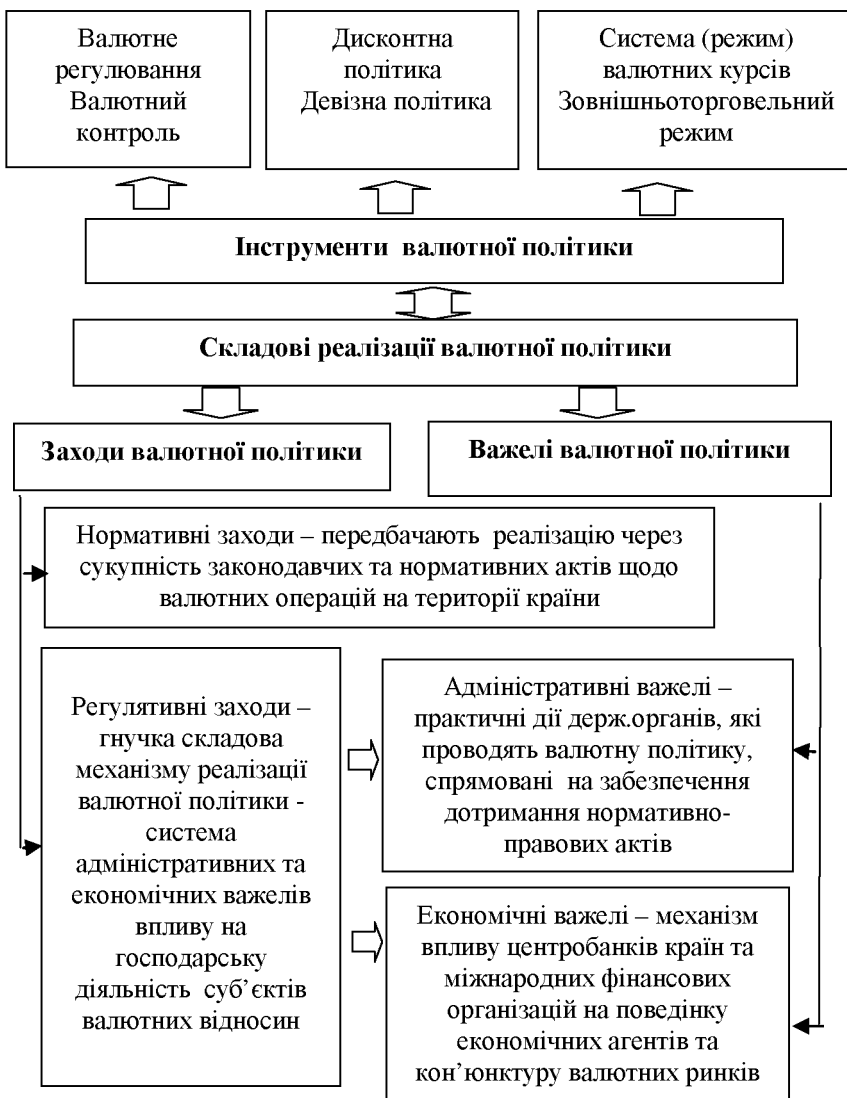 Валютне
регулювання
Валютний
контроль
Дисконтна
політика
Девізна політика
Система (режим)
валютних курсів
Зовнішньоторговельний
режим
Інструменти валютної політики
Складові реалізації валютної політики
Заходи валютної політики
Важелі валютної політики
Нормативні заходи – передбачають реалізацію через
сукупність законодавчих та нормативних актів щодо
валютних операцій на території країни
Регулятивні заходи –
гнучка складова
механізму реалізації
валютної політики -
система
адміністративних та
економічних важелів
впливу на
господарську
діяльність суб’єктів
валютних відносин
Адміністративні важелі –
практичні дії держ.органів, які
проводять валютну політику,
спрямовані на забезпечення
дотримання нормативно-
правових актів
Економічні важелі – механізм
впливу центробанків країн та
міжнародних фінансових
організацій на поведінку
економічних агентів та
кон’юнктуру валютних ринків